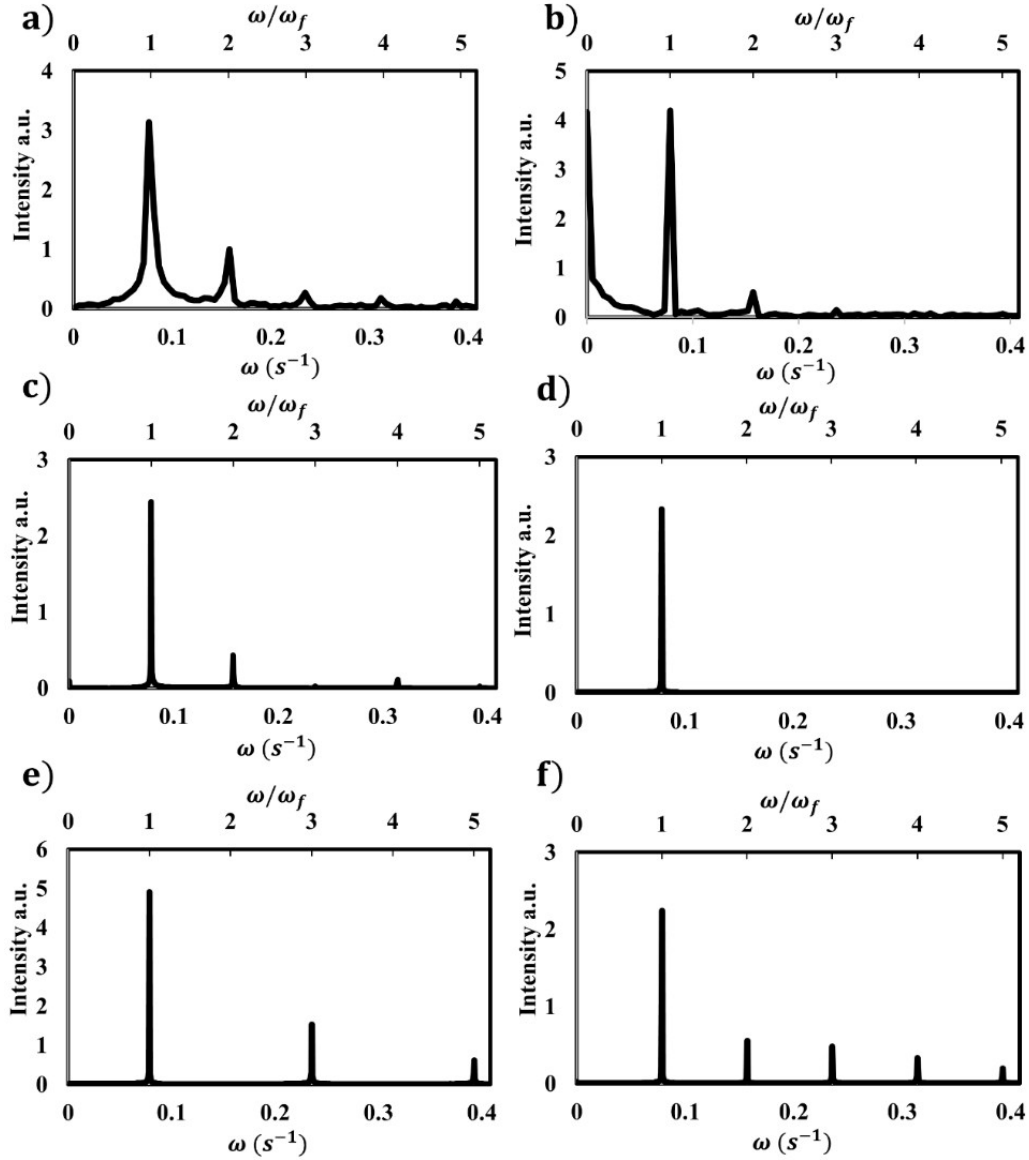 a)
ω/ω_f
0 1 2 3 4 5
4
3
2
1
0
Intensity a.u.
0 0.1 0.2 0.3 0.4
ω (s⁻¹)
b)
ω/ω_f
0 1 2 3 4 5
5
4
3
2
1
0
Intensity a.u.
0 0.1 0.2 0.3 0.4
ω (s⁻¹)
c)
ω/ω_f
0 1 2 3 4 5
3
2
1
0
Intensity a.u.
0 0.1 0.2 0.3 0.4
ω (s⁻¹)
d)
ω/ω_f
0 1 2 3 4 5
3
2
1
0
Intensity a.u.
0 0.1 0.2 0.3 0.4
ω (s⁻¹)
e)
ω/ω_f
0 1 2 3 4 5
6
5
4
3
2
1
0
Intensity a.u.
0 0.1 0.2 0.3 0.4
ω (s⁻¹)
f)
ω/ω_f
0 1 2 3 4 5
3
2
1
0
Intensity a.u.
0 0.1 0.2 0.3 0.4
ω (s⁻¹)